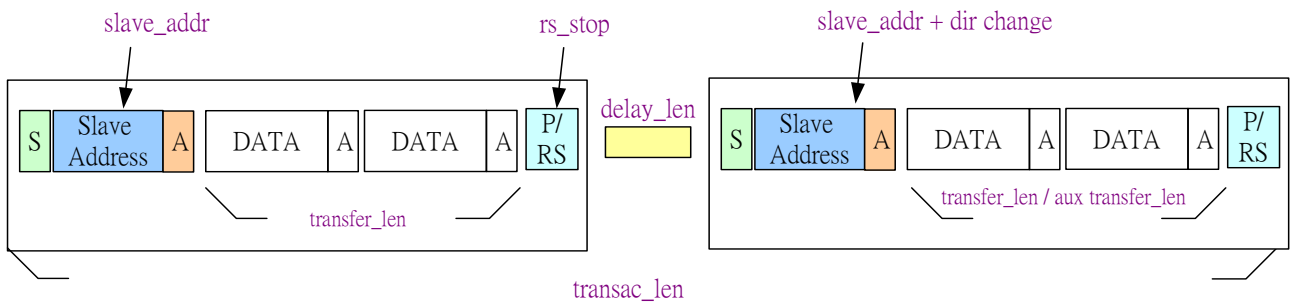 slave_addr
rs_stop
slave_addr + dir change
delay_len
S
Slave
Address
A
DATA
A
DATA
A
P/
RS
S
Slave
Address
A
DATA
A
DATA
A
P/
RS
transfer_len
transfer_len / aux transfer_len
transac_len